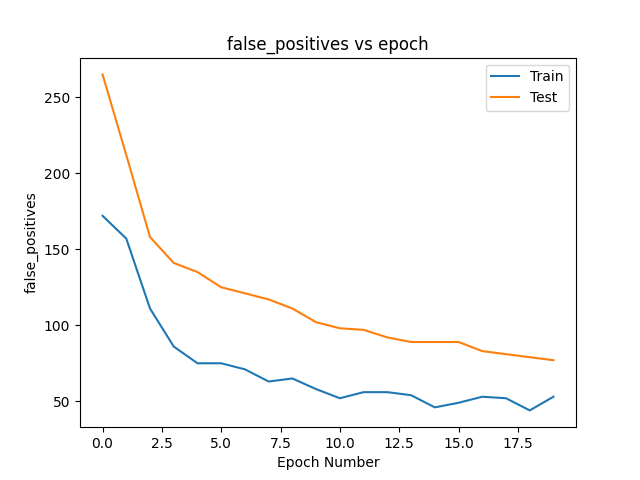 false_positives vs epoch
Train
Test
false_positives
250
200
150
100
50
0.0 2.5 5.0 7.5 10.0 12.5 15.0 17.5
Epoch Number